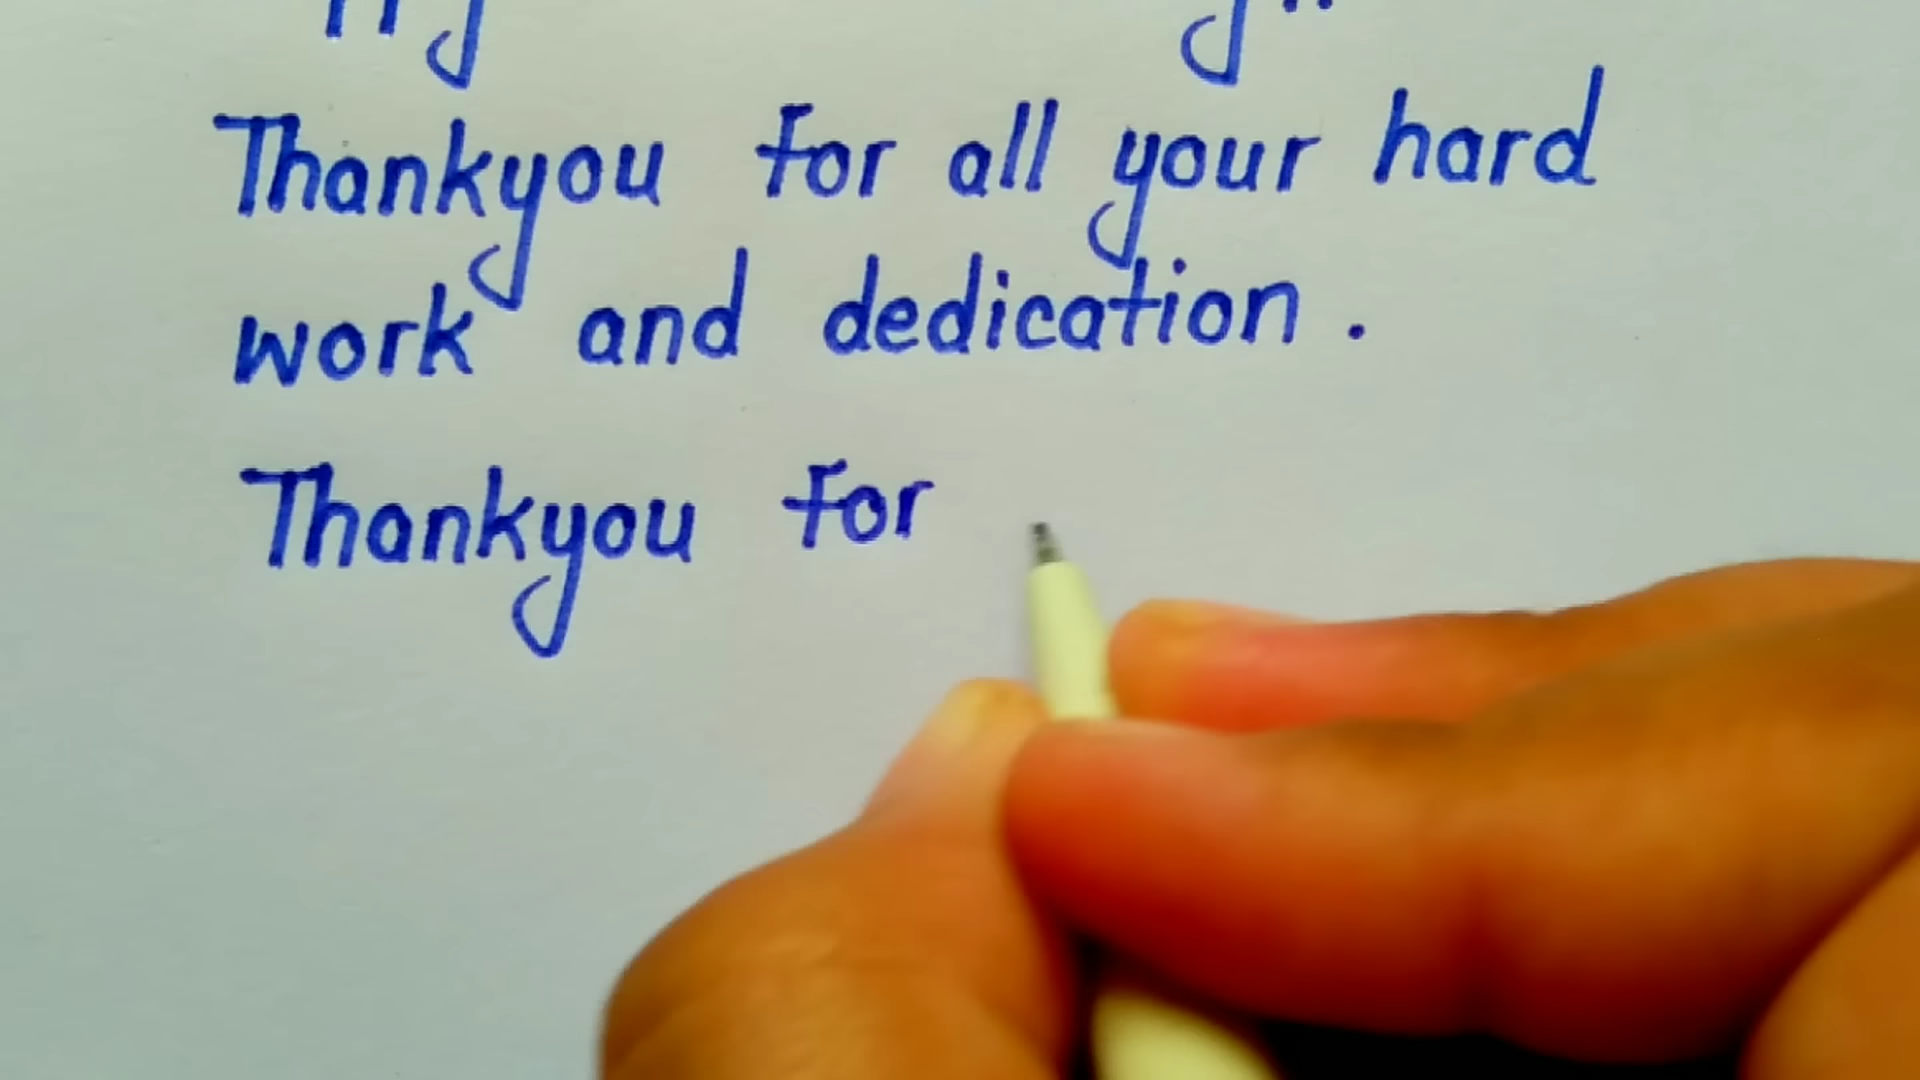 Thankyou for all your hard
work and dedication .
Thankyou for